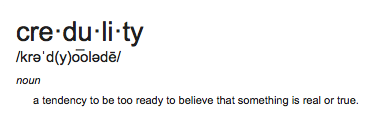 cre·du·li·ty
/krəˈd(y)o͞olədē/
noun
a tendency to be too ready to believe that something is real or true.